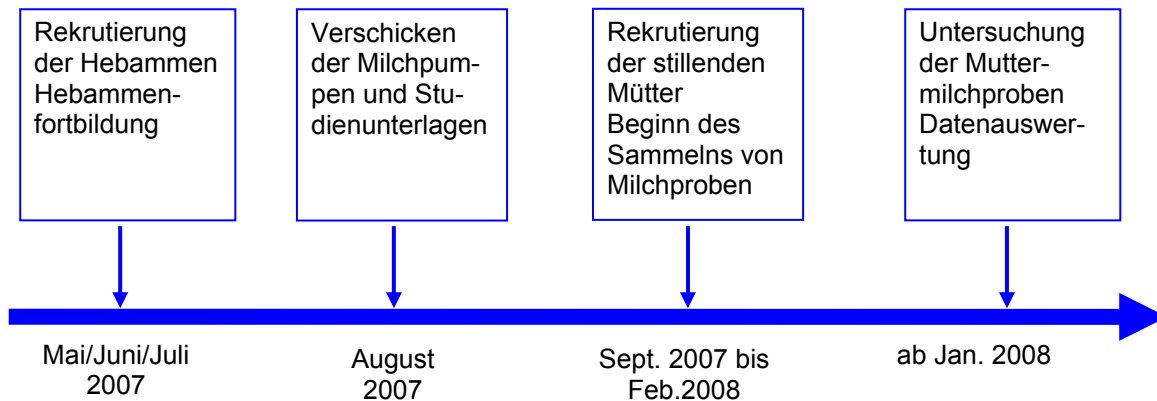 Rekrutierung
der Hebammen
Hebammen-
fortbildung
Verschicken
der Milchpum-
pen und Stu-
dienunterlagen
Rekrutierung
der stillenden
Mütter
Beginn des
Sammelns von
Milchproben
Untersuchung
der Mutter-
milchproben
Datenauswer-
tung
Mai/Juni/Juli
2007
August
2007
Sept. 2007 bis
Feb.2008
ab Jan. 2008